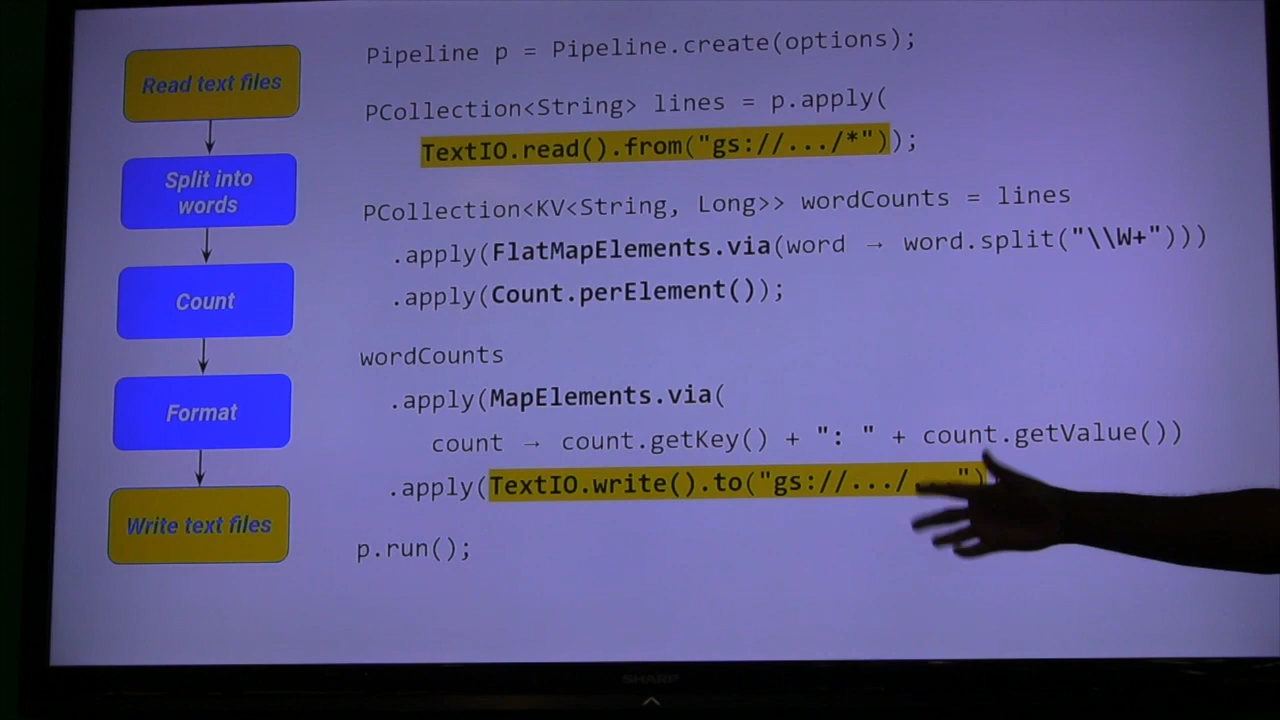 Read text files
Split into
words
Count
Format
Write text files
Pipeline p = Pipeline.create(options);
PCollection<String> lines = p.apply(
TextIO.read().from("gs://.../*"));
PCollection<KV<String, Long>> wordCounts = lines
.apply(FlatMapElements.via(word → word.split("\\W+")))
.apply(Count.perElement());
wordCounts
.apply(MapElements.via(
count → count.getKey() + ": " + count.getValue())
.apply(TextIO.write().to("gs://.../...")
p.run();
SHARP